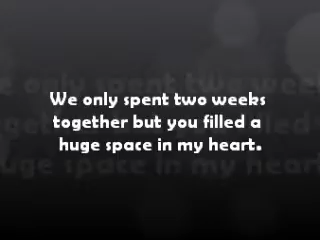 We only spent two weeks
together but you filled a
huge space in my heart.